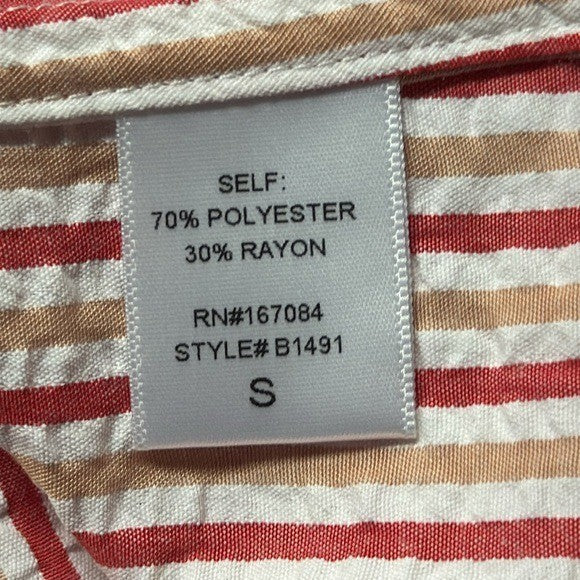 SELF:
70% POLYESTER
30% RAYON
RN#167084
STYLE# B1491
S